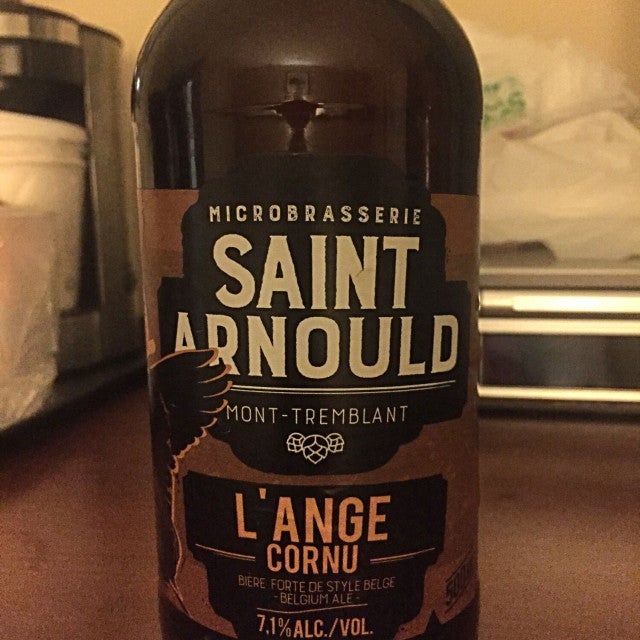 MICROBRASSERIE
SAINT
ARNOULD
MONT-TREMBLANT
L'ANGE
CORNU
BIÈRE FORTE DE STYLE BELGE
- BELGIUM ALE -
7,1% ALC./VOL.